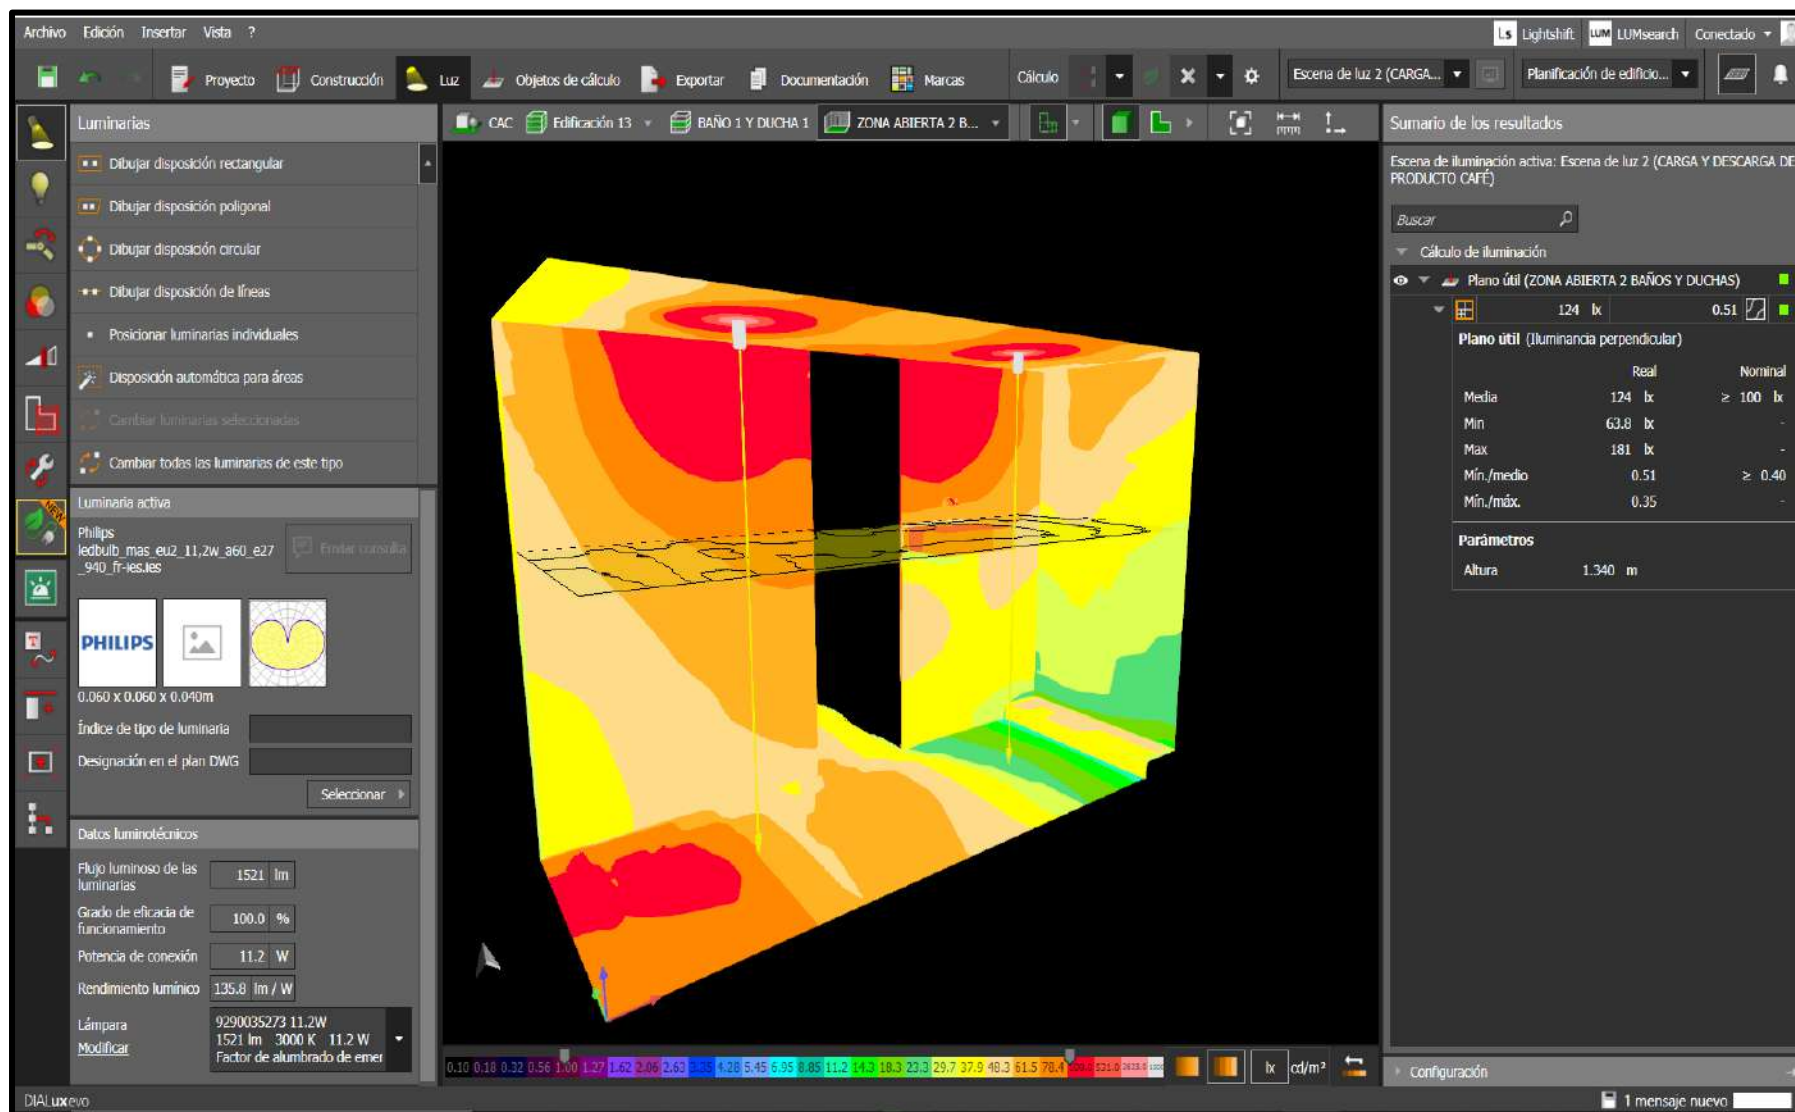 Archivo Edición Insertar Vista ?
Ls Lightshift LUM LUMsearch Conectado
Proyecto Construcción Luz Objetos de cálculo Exportar Documentación Marcas Cálculo Escena de luz 2 (CARGA... Planificación de edificio...
Luminarias
CAC Edificación 13 BAÑO 1 Y DUCHA 1 ZONA ABIERTA 2 B...
Sumario de los resultados
Dibujar disposición rectangular
Dibujar disposición poligonal
Dibujar disposición circular
Dibujar disposición de líneas
Posicionar luminarias individuales
Disposición automática para áreas
Cambiar luminarias seleccionadas
Cambiar todas las luminarias de este tipo
Luminaria activa
Philips
ledbulb_mas_eu2_11,2w_a60_e27
_940_fr-ies.ies
Enviar consulta
NEW
PHILIPS
0.060 x 0.060 x 0.040m
Índice de tipo de luminaria
Designación en el plan DWG
Seleccionar
Datos luminotécnicos
Flujo luminoso de las
luminarias
1521 lm
Grado de eficacia de
funcionamiento
100.0 %
Potencia de conexión 11.2 W
Rendimiento lumínico 135.8 lm / W
Lámpara
Modificar
9290035273 11.2W
1521 lm 3000 K 11.2 W
Factor de alumbrado de emer
Escena de iluminación activa: Escena de luz 2 (CARGA Y DESCARGA DE
PRODUCTO CAFÉ)
Buscar
Cálculo de iluminación
Plano útil (ZONA ABIERTA 2 BAÑOS Y DUCHAS)
124 lx 0.51
Plano útil (Iluminancia perpendicular)
Real Nominal
Media 124 lx ≥ 100 lx
Min 63.8 lx -
Max 181 lx -
Mín./medio 0.51 ≥ 0.40
Mín./máx. 0.35 -
Parámetros
Altura 1.340 m
0.10 0.18 0.32 0.56 1.00 1.27 1.62 2.06 2.63 3.35 4.28 5.45 6.95 8.85 11.2 14.3 18.3 23.3 29.7 37.9 48.3 61.5 78.4
lx cd/m²
Configuración
DIALux evo
1 mensaje nuevo